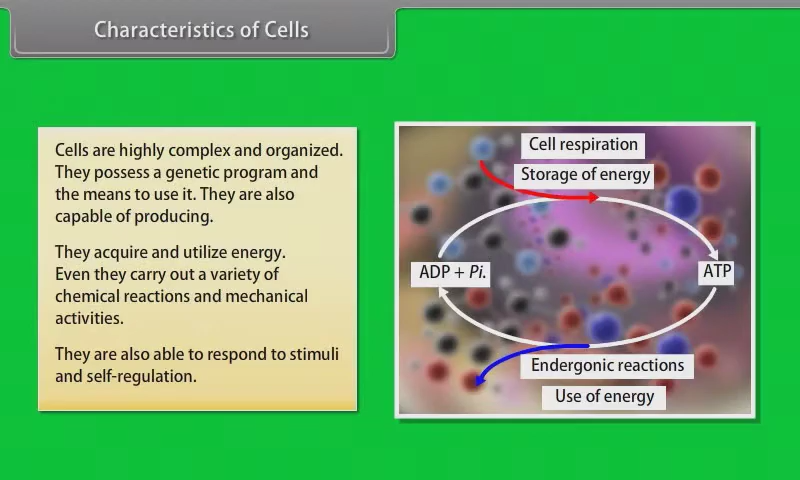 Characteristics of Cells
Cells are highly complex and organized.
They possess a genetic program and
the means to use it. They are also
capable of producing.
They acquire and utilize energy.
Even they carry out a variety of
chemical reactions and mechanical
activities.
They are also able to respond to stimuli
and self-regulation.
Cell respiration
Storage of energy
ADP + Pi.
ATP
Endergonic reactions
Use of energy